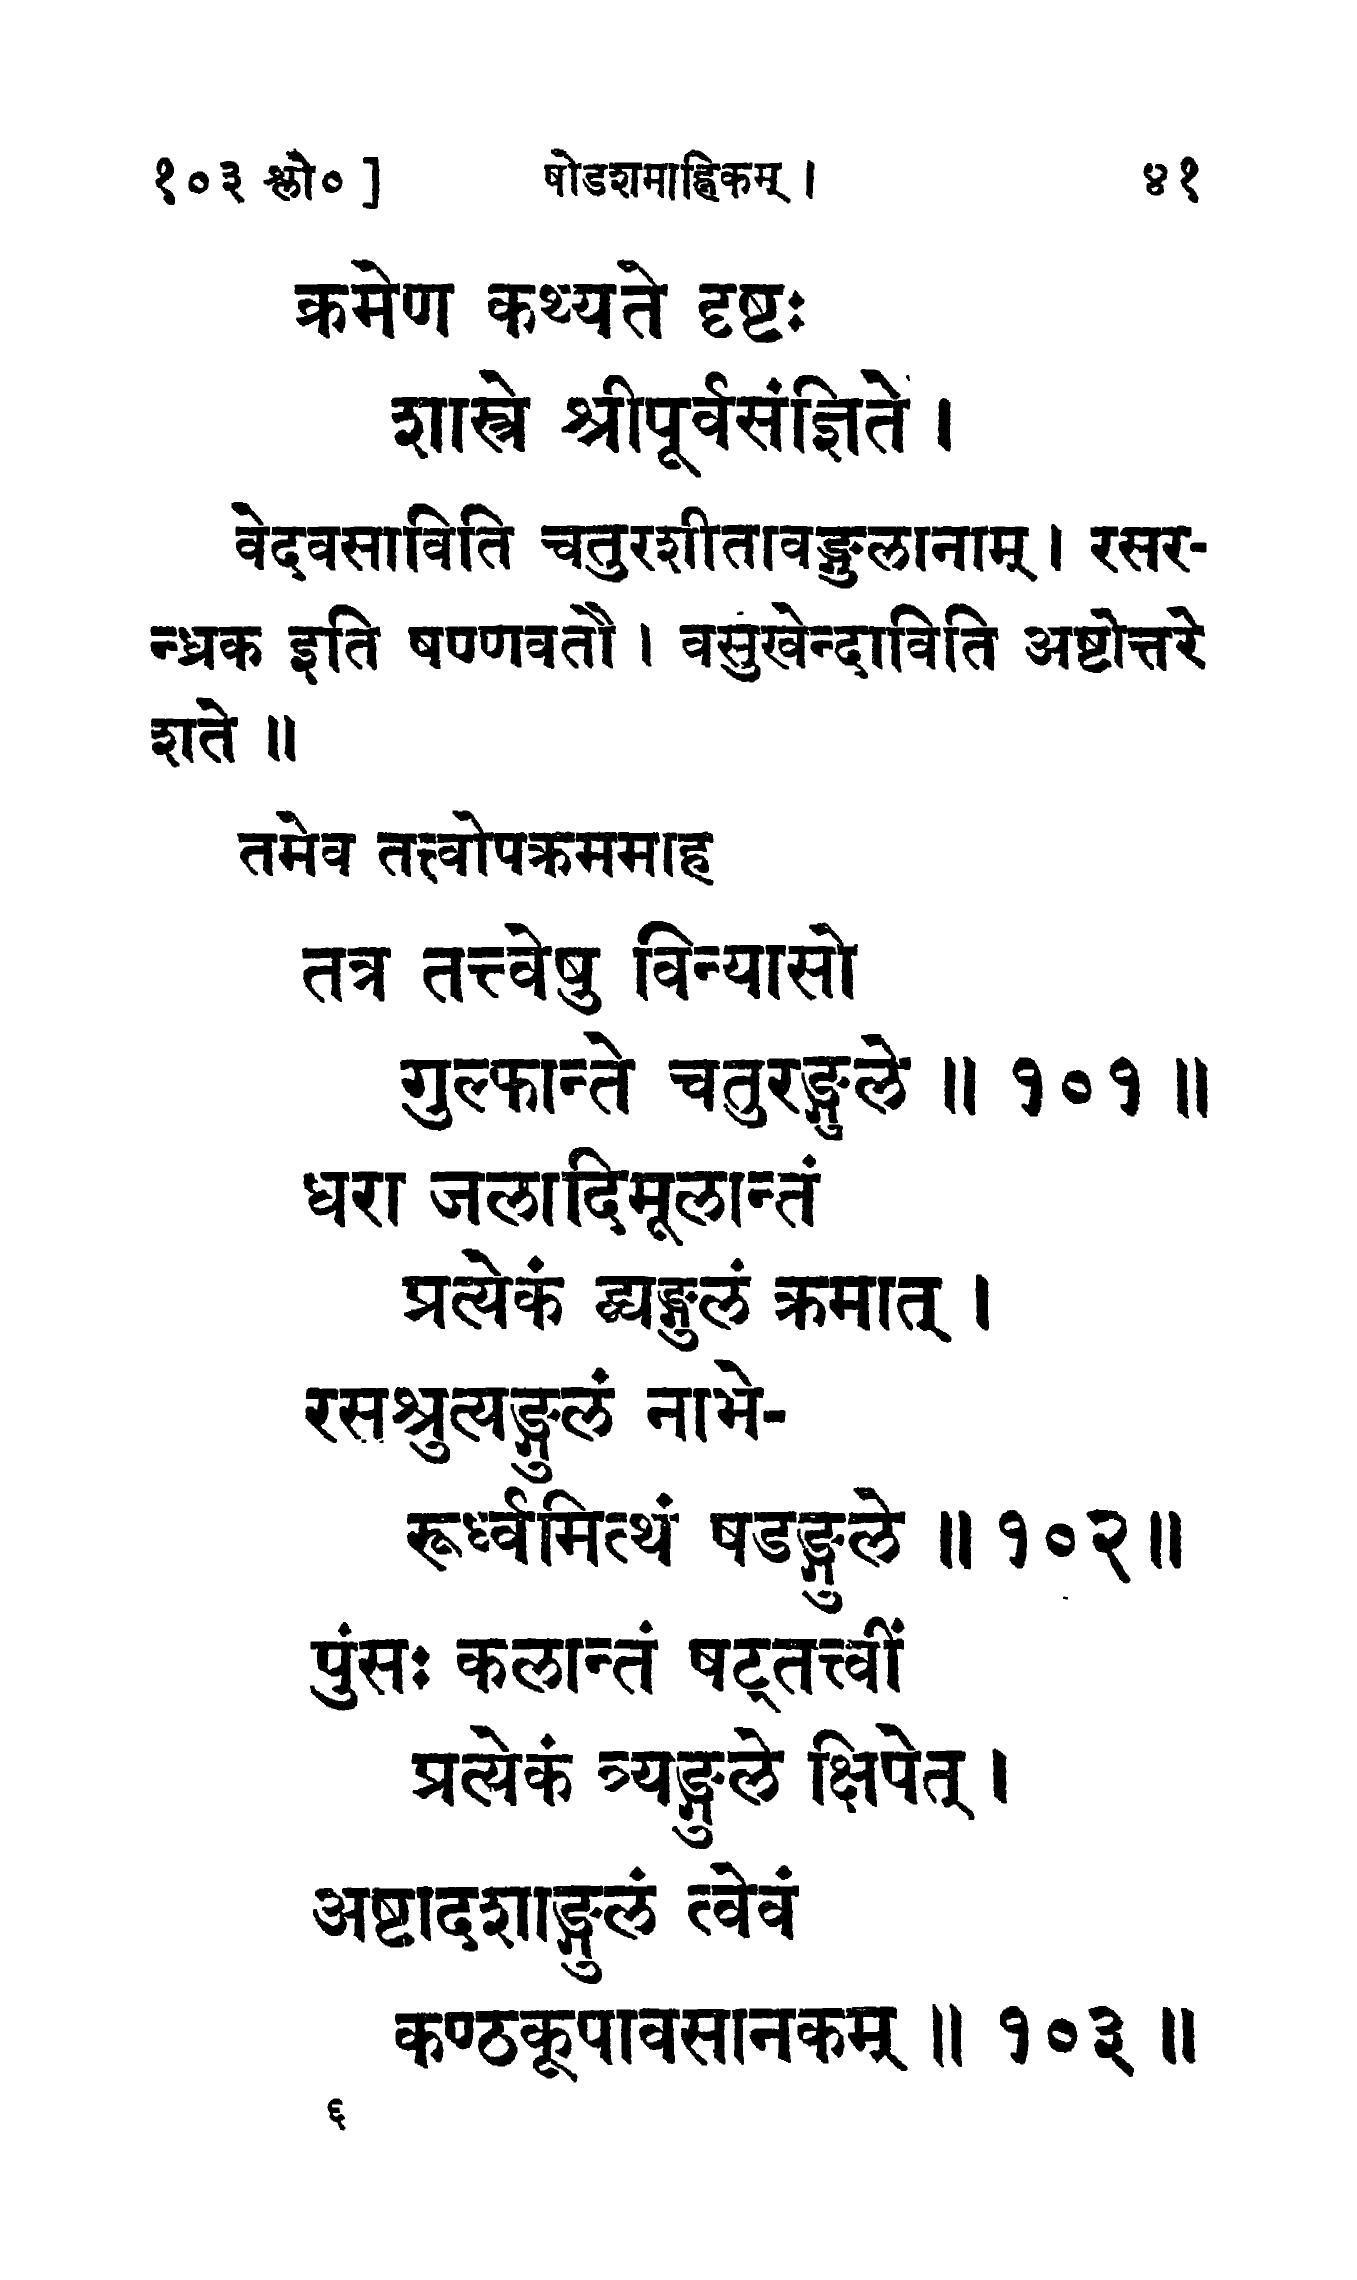 १०३ श्लो० ] षोडशमाह्निकम् । ४१
क्रमेण कथ्यते दृष्टः
शास्त्रे श्रीपूर्वसंज्ञिते ।
वेदवसाविति चतुरशीतावङ्गुलानाम् । रसर-
न्ध्रक इति षण्णवतौ । वसुखेन्दाविति अष्टोत्तरे
शते ॥
तमेव तत्त्वोपक्रममाह
तत्र तत्त्वेषु विन्यासो
गुल्फान्ते चतुरङ्गुले ॥ १०१ ॥
धरा जलादिमूलान्तं
प्रत्येकं द्व्यङ्गुलं क्रमात् ।
रसश्रुत्यङ्गुलं नाभे-
रूर्ध्वमित्थं षडङ्गुले ॥ १०२ ॥
पुंसः कलान्तं षट्तत्त्वीं
प्रत्येकं त्र्यङ्गुले क्षिपेत् ।
अष्टादशाङ्गुलं त्वेवं
कण्ठकूपावसानकम् ॥ १०३ ॥
६